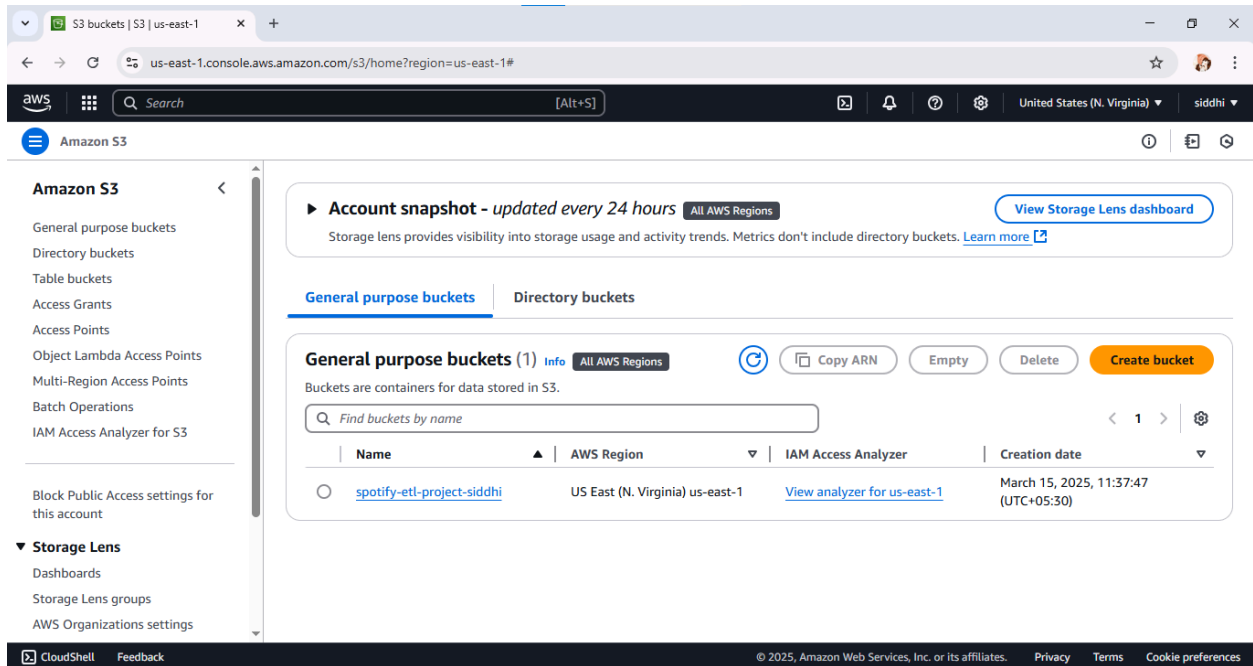 S3 buckets | S3 | us-east-1
us-east-1.console.aws.amazon.com/s3/home?region=us-east-1#
aws
Search [Alt+S] United States (N. Virginia) siddhi
Amazon S3
Amazon S3
General purpose buckets
Directory buckets
Table buckets
Access Grants
Access Points
Object Lambda Access Points
Multi-Region Access Points
Batch Operations
IAM Access Analyzer for S3
Block Public Access settings for
this account
Storage Lens
Dashboards
Storage Lens groups
AWS Organizations settings
Account snapshot - updated every 24 hours All AWS Regions View Storage Lens dashboard
Storage lens provides visibility into storage usage and activity trends. Metrics don't include directory buckets. Learn more
General purpose buckets Directory buckets
General purpose buckets (1) Info All AWS Regions Copy ARN Empty Delete Create bucket
Buckets are containers for data stored in S3.
Find buckets by name 1
Name AWS Region IAM Access Analyzer Creation date
spotify-etl-project-siddhi US East (N. Virginia) us-east-1 View analyzer for us-east-1 March 15, 2025, 11:37:47
(UTC+05:30)
CloudShell Feedback © 2025, Amazon Web Services, Inc. or its affiliates. Privacy Terms Cookie preferences